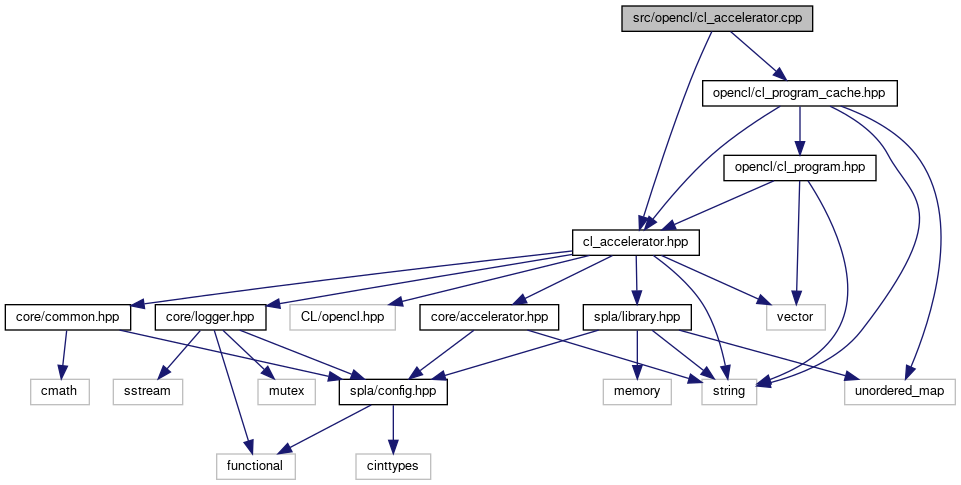 src/opencl/cl_accelerator.cpp
opencl/cl_program_cache.hpp
opencl/cl_program.hpp
cl_accelerator.hpp
core/common.hpp
core/logger.hpp
CL/opencl.hpp
core/accelerator.hpp
spla/library.hpp
vector
cmath
sstream
mutex
spla/config.hpp
memory
string
unordered_map
functional
cinttypes